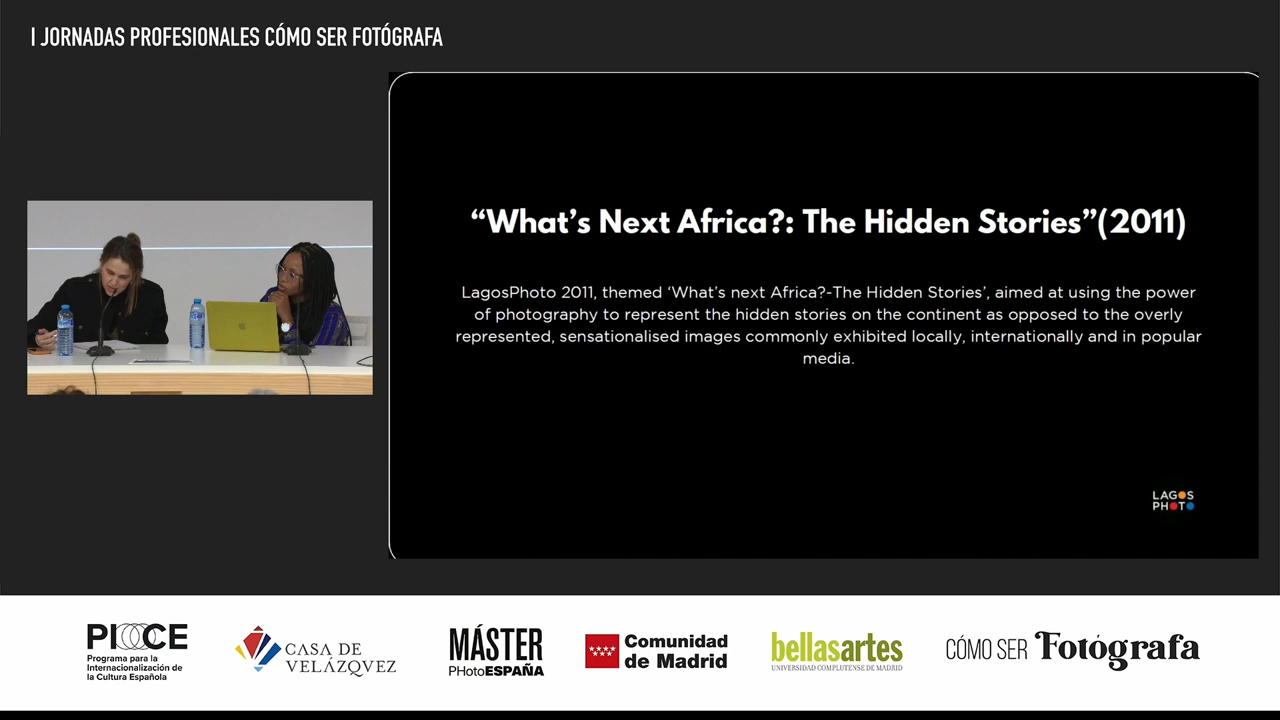 I JORNADAS PROFESIONALES CÓMO SER FOTÓGRAFA
“What’s Next Africa?: The Hidden Stories”(2011)
LagosPhoto 2011, themed ‘What’s next Africa?-The Hidden Stories’, aimed at using the power
of photography to represent the hidden stories on the continent as opposed to the overly
represented, sensationalised images commonly exhibited locally, internationally and in popular
media.
LAGOS
PHOTO
PICE
Programa para la
Internacionalización de
la Cultura Española
CASA DE
VELÁZQVEZ
MÁSTER
PHotoESPAÑA
Comunidad
de Madrid
bellasartes
UNIVERSIDAD COMPLUTENSE DE MADRID
CÓMO SER Fotógrafa